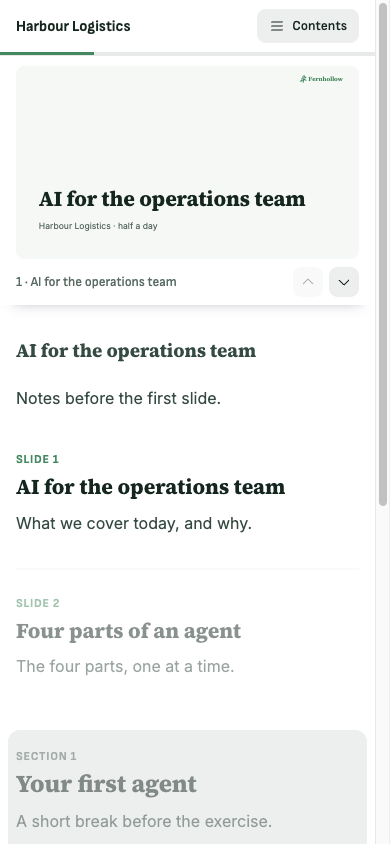 Harbour Logistics
Contents
Fernhollow
AI for the operations team
Harbour Logistics · half a day
1 · AI for the operations team
AI for the operations team
Notes before the first slide.
SLIDE 1
AI for the operations team
What we cover today, and why.
SLIDE 2
Four parts of an agent
The four parts, one at a time.
SECTION 1
Your first agent
A short break before the exercise.